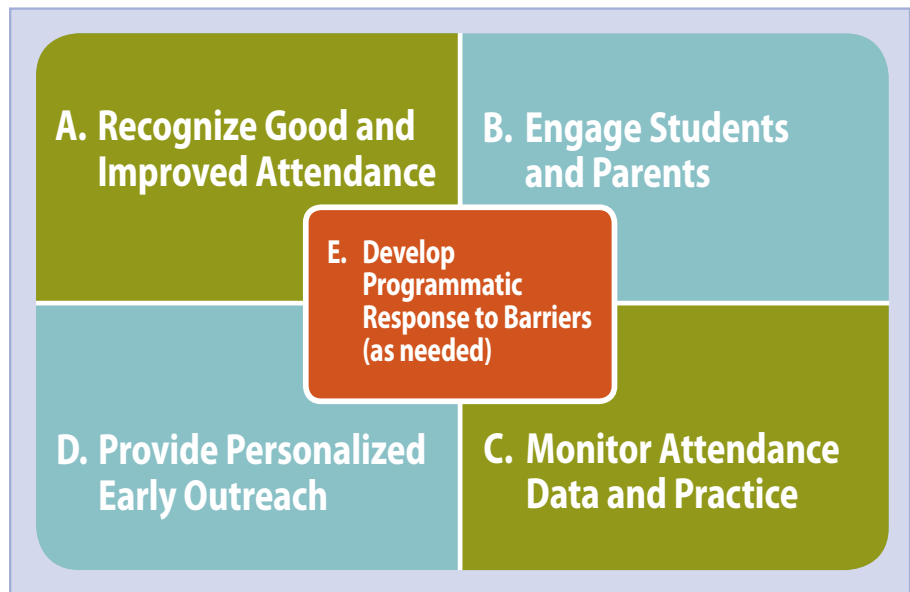 A. Recognize Good and
Improved Attendance
B. Engage Students
and Parents
E. Develop
Programmatic
Response to Barriers
(as needed)
D. Provide Personalized
Early Outreach
C. Monitor Attendance
Data and Practice